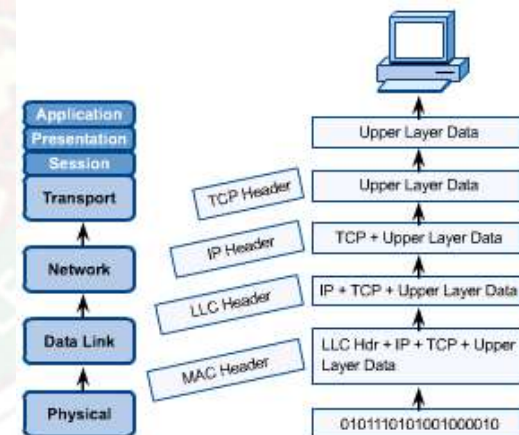 Application
Presentation
Session
Transport
Network
Data Link
Physical
TCP Header
IP Header
LLC Header
MAC Header
Upper Layer Data
Upper Layer Data
TCP + Upper Layer Data
IP + TCP + Upper Layer Data
LLC Hdr + IP + TCP + Upper
Layer Data
0101110101001000010